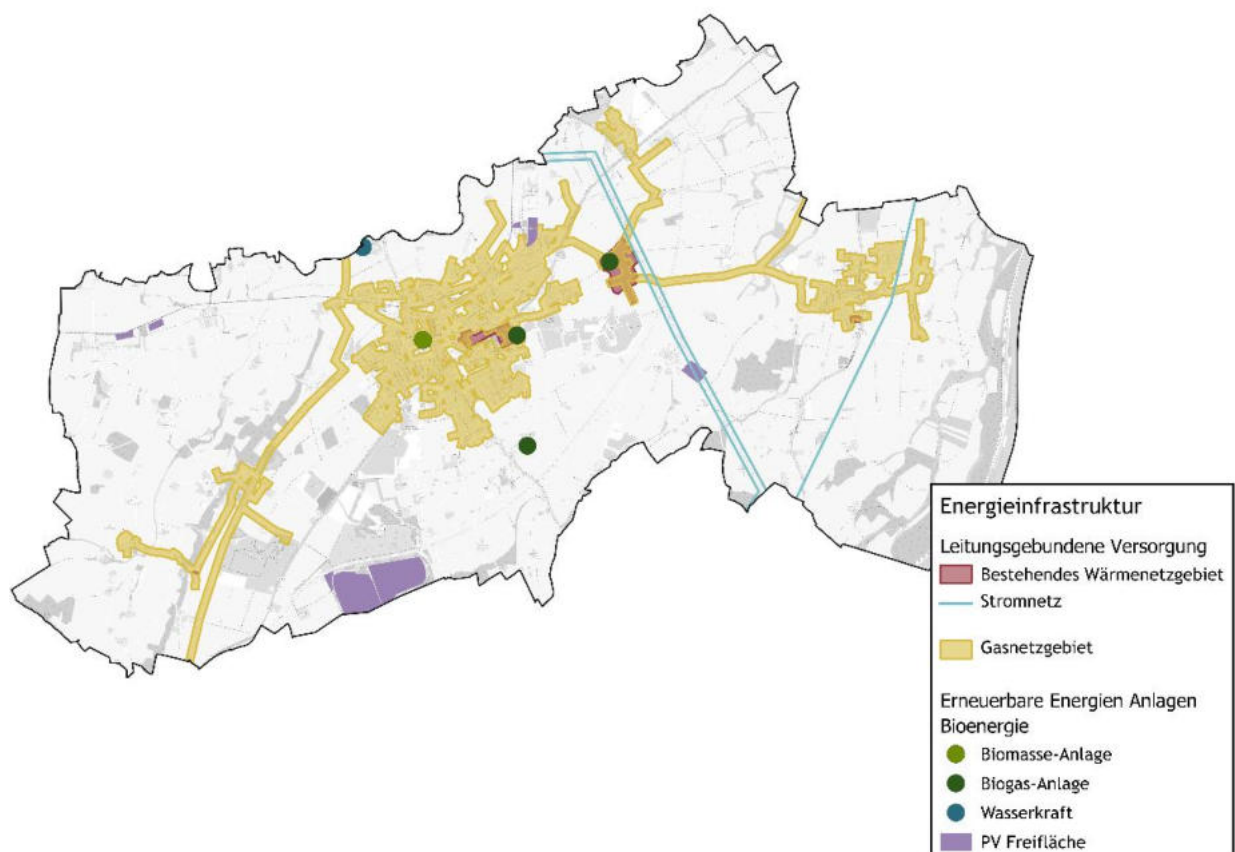 Energieinfrastruktur
Leitungsgebundene Versorgung
Bestehendes Wärmenetzgebiet
Stromnetz
Gasnetzgebiet
Erneuerbare Energien Anlagen
Bioenergie
Biomasse-Anlage
Biogas-Anlage
Wasserkraft
PV Freifläche